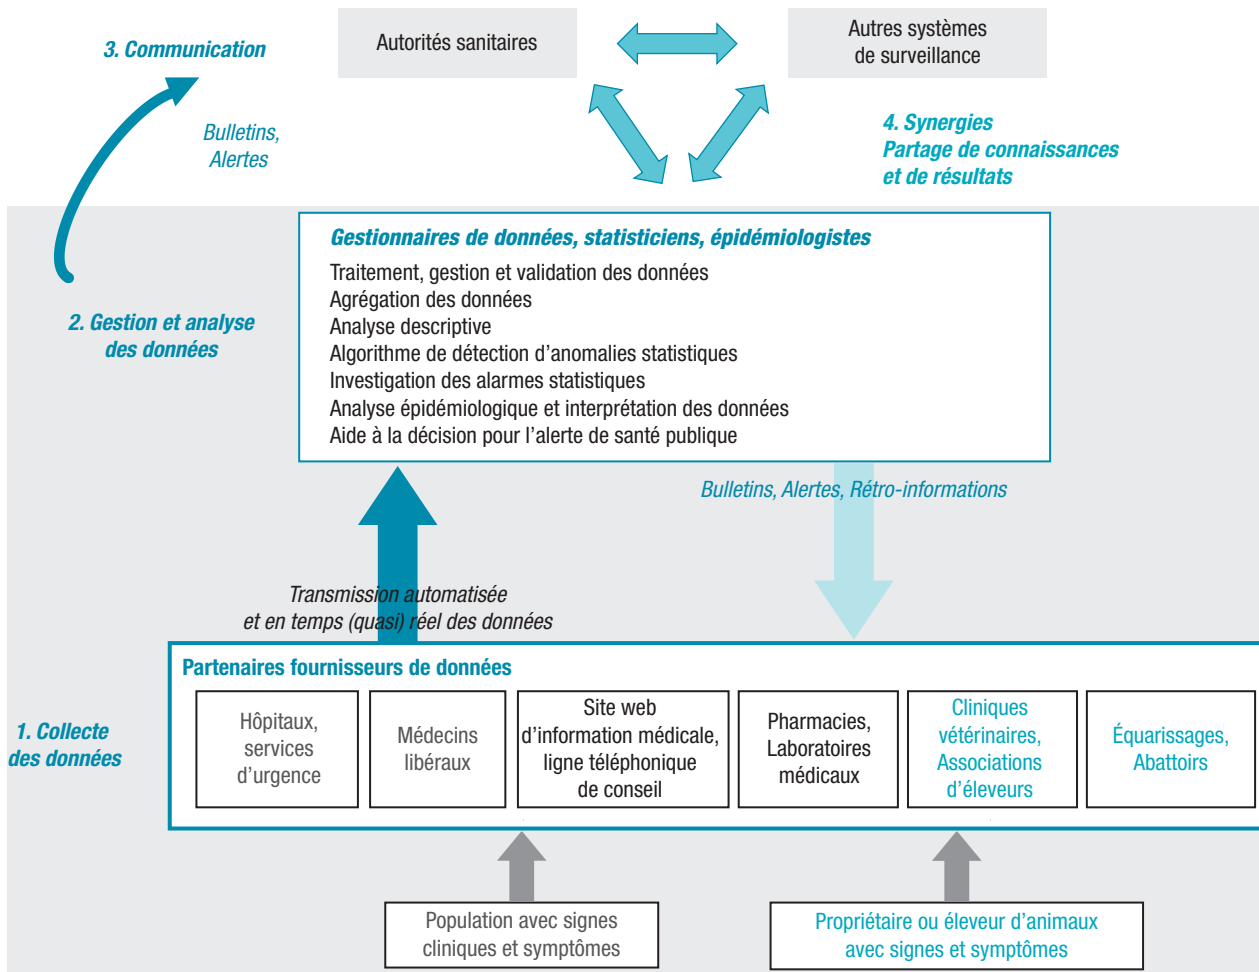 3. Communication
Autorités sanitaires
Autres systèmes
de surveillance
Bulletins,
Alertes
4. Synergies
Partage de connaissances
et de résultats
Gestionnaires de données, statisticiens, épidémiologistes
Traitement, gestion et validation des données
Agrégation des données
Analyse descriptive
Algorithme de détection d'anomalies statistiques
Investigation des alarmes statistiques
Analyse épidémiologique et interprétation des données
Aide à la décision pour l'alerte de santé publique
2. Gestion et analyse
des données
Bulletins, Alertes, Rétro-informations
Transmission automatisée
et en temps (quasi) réel des données
Partenaires fournisseurs de données
1. Collecte
des données
Hôpitaux,
services
d'urgence
Médecins
libéraux
Site web
d'information médicale,
ligne téléphonique
de conseil
Pharmacies,
Laboratoires
médicaux
Cliniques
vétérinaires,
Associations
d'éleveurs
Équarissages,
Abattoirs
Population avec signes
cliniques et symptômes
Propriétaire ou éleveur d'animaux
avec signes et symptômes